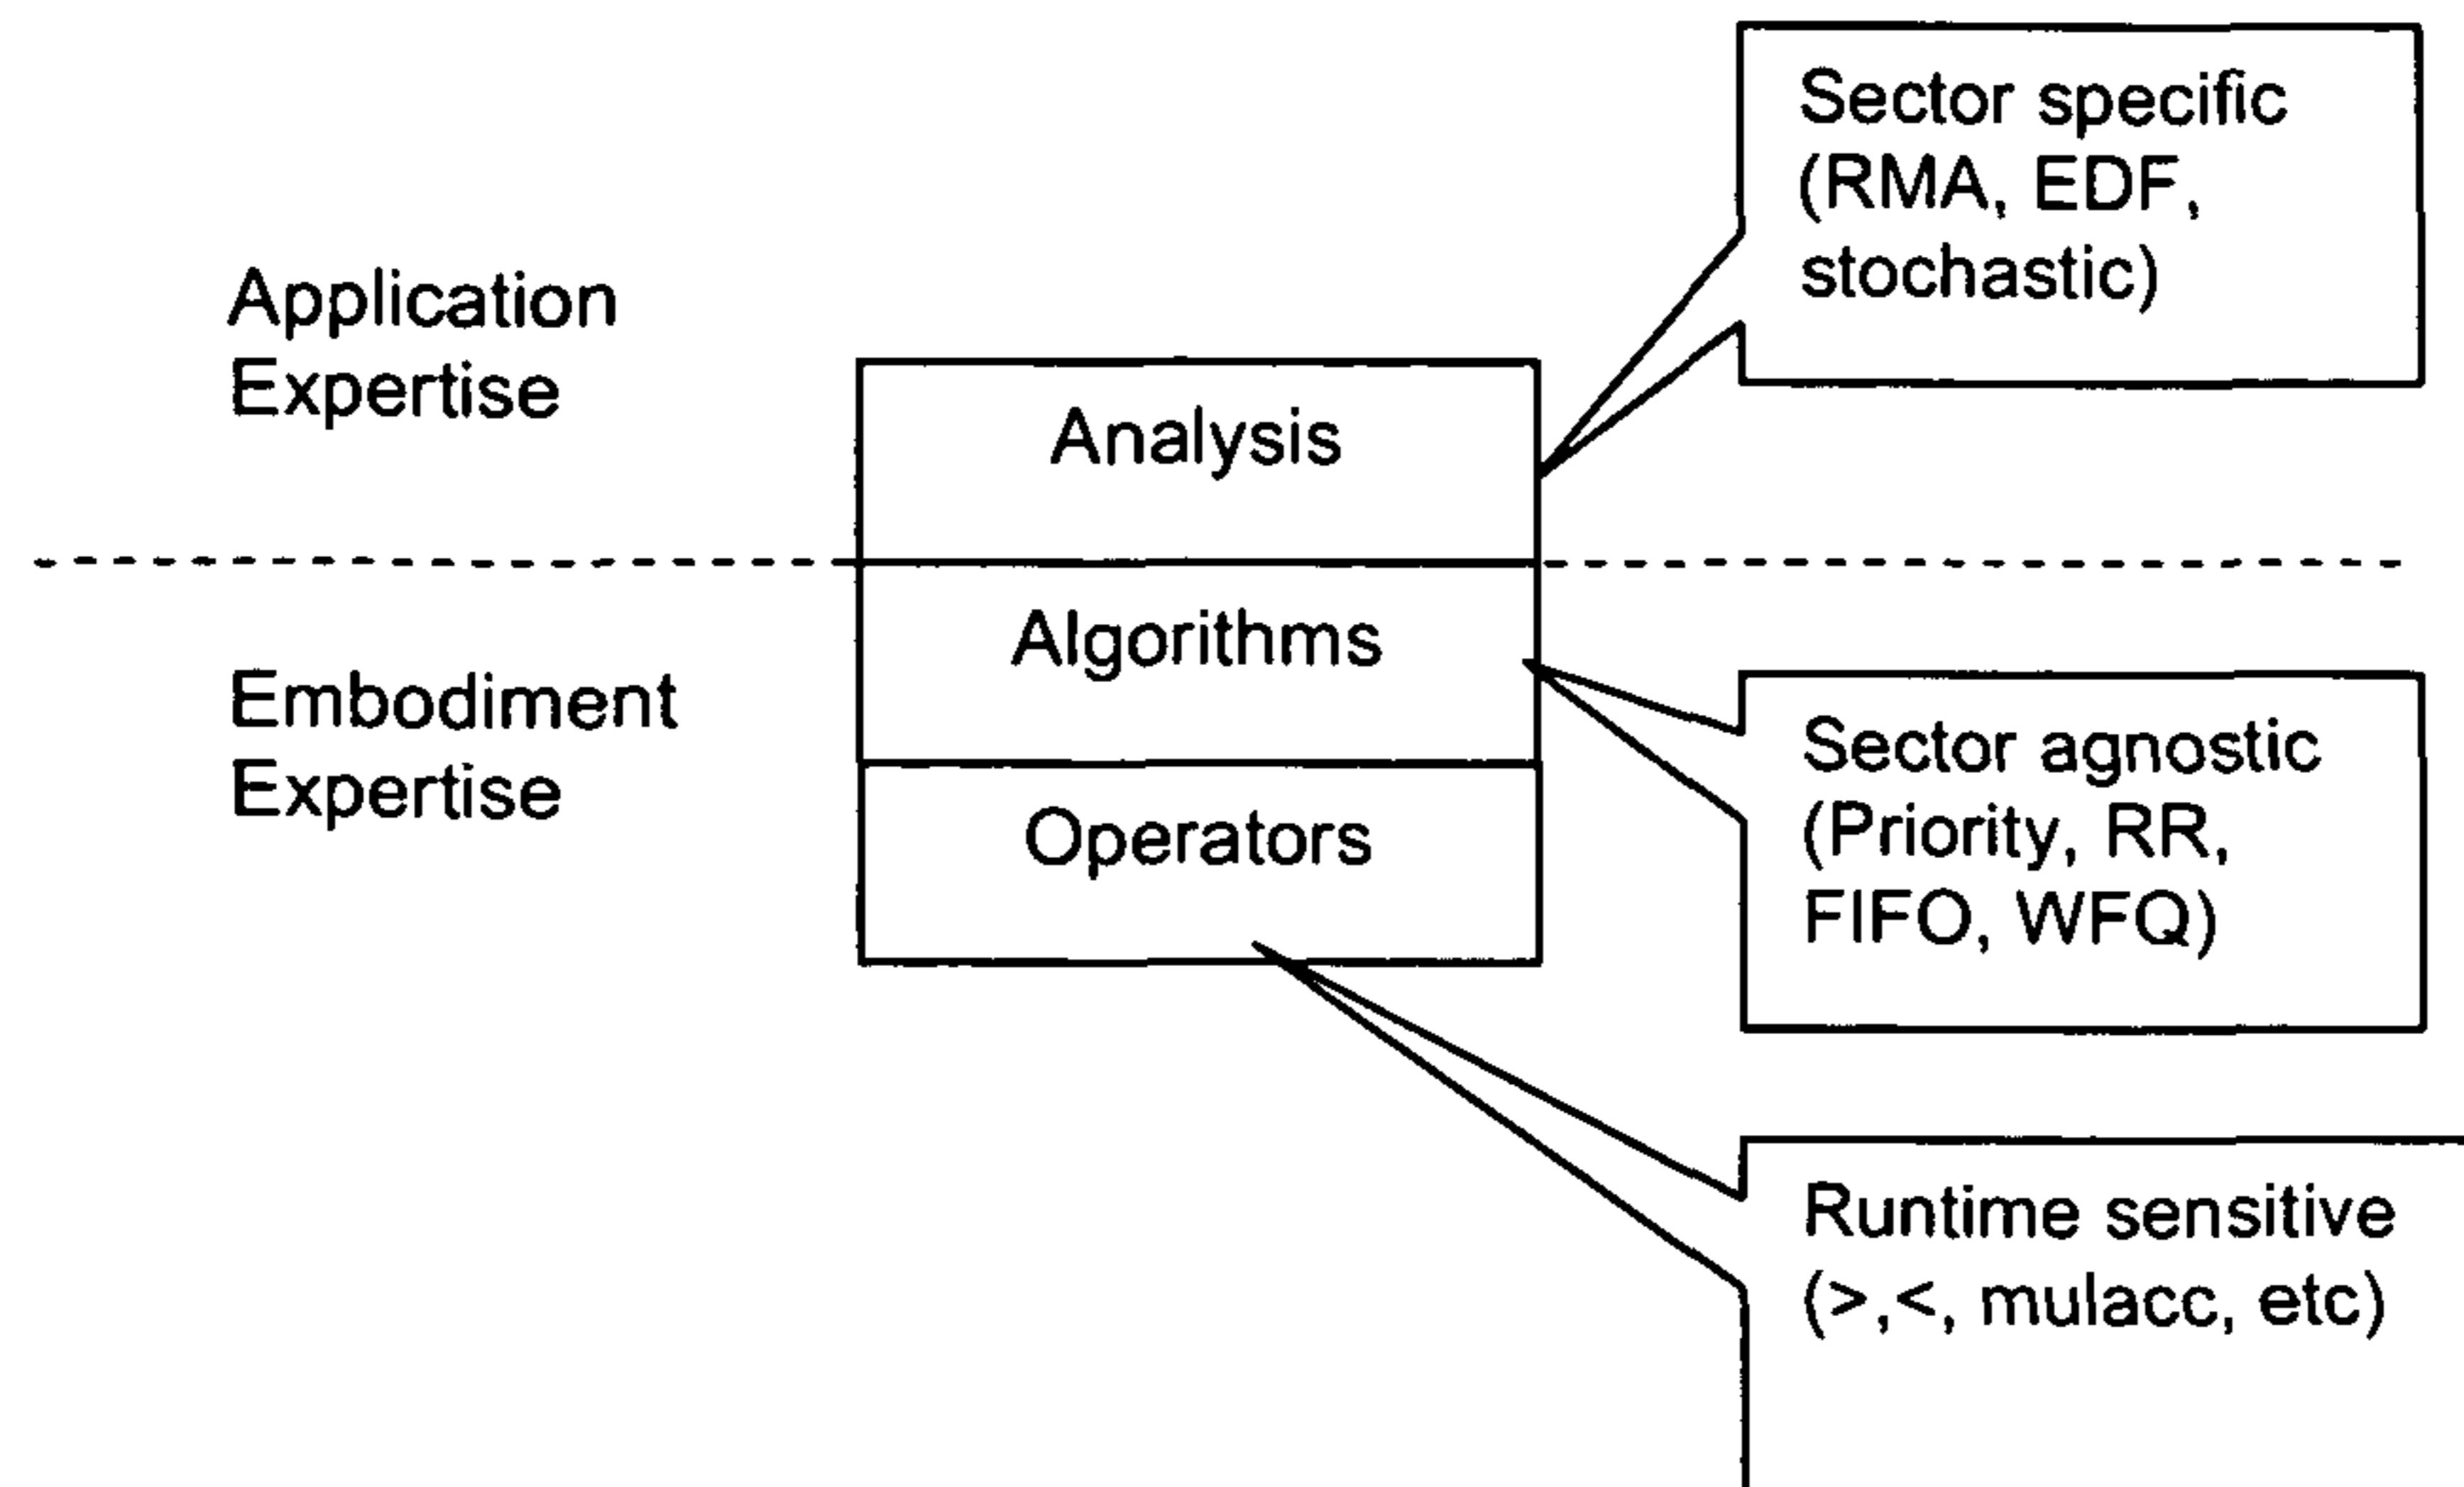 Application
Expertise
Embodiment
Expertise
Analysis
Algorithms
Operators
Sector specific
(RMA, EDF,
stochastic)
Sector agnostic
(Priority, RR,
FIFO, WFQ)
Runtime sensitive
(>,<, mulacc, etc)